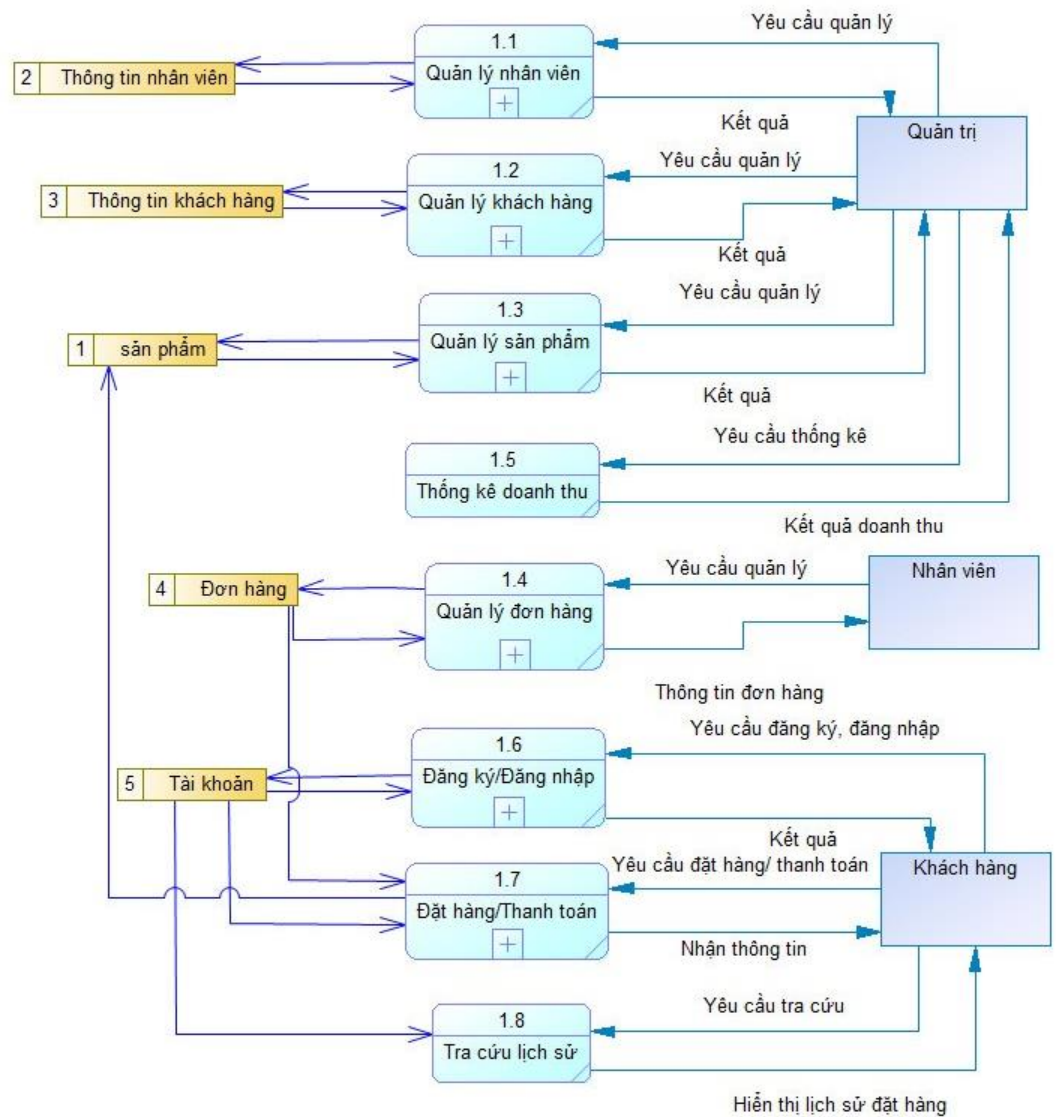 1.1
Yêu cầu quản lý
2 Thông tin nhân viên
Quản lý nhân viên
Kết quả
Quản trị
1.2
Yêu cầu quản lý
3 Thông tin khách hàng
Quản lý khách hàng
Kết quả
Yêu cầu quản lý
1.3
1 sản phẩm
Quản lý sản phẩm
Kết quả
Yêu cầu thống kê
1.5
Thống kê doanh thu
Kết quả doanh thu
Yêu cầu quản lý
Nhân viên
1.4
4 Đơn hàng
Quản lý đơn hàng
Thông tin đơn hàng
Yêu cầu đăng ký, đăng nhập
1.6
5 Tài khoản
Đăng ký/Đăng nhập
Kết quả
Yêu cầu đặt hàng/ thanh toán
Khách hàng
1.7
Đặt hàng/Thanh toán
Nhận thông tin
Yêu cầu tra cứu
1.8
Tra cứu lịch sử
Hiển thị lịch sử đặt hàng